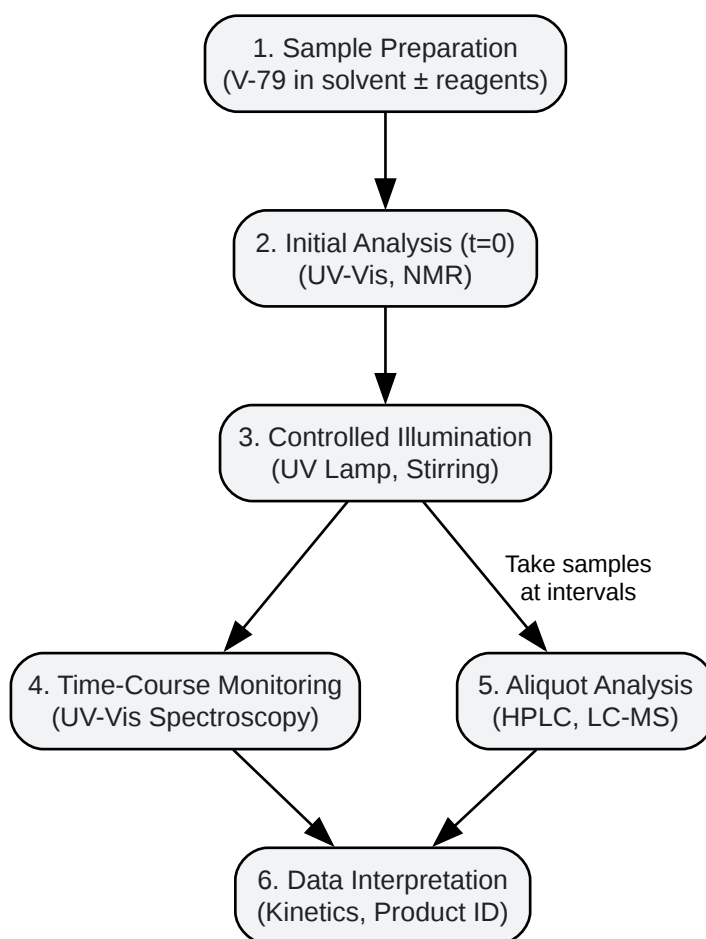 1. Sample Preparation
(V-79 in solvent ± reagents)
2. Initial Analysis (t=0)
(UV-Vis, NMR)
3. Controlled Illumination
(UV Lamp, Stirring)
Take samples
at intervals
4. Time-Course Monitoring
(UV-Vis Spectroscopy)
5. Aliquot Analysis
(HPLC, LC-MS)
6. Data Interpretation
(Kinetics, Product ID)